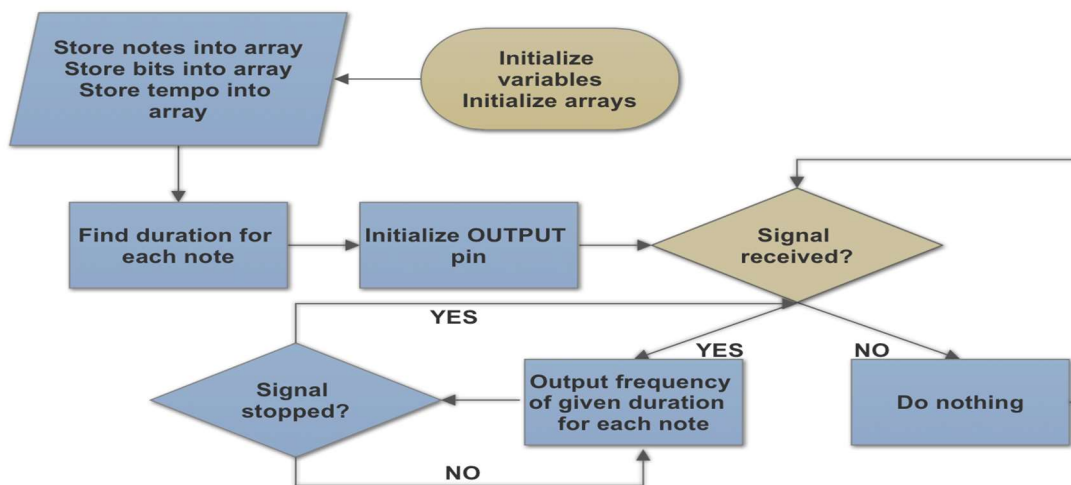 Store notes into array
Store bits into array
Store tempo into
array
Initialize
variables
Initialize arrays
Find duration for
each note
Initialize OUTPUT
pin
Signal
received?
YES
YES
NO
Signal
stopped?
Output frequency
of given duration
for each note
Do nothing
NO